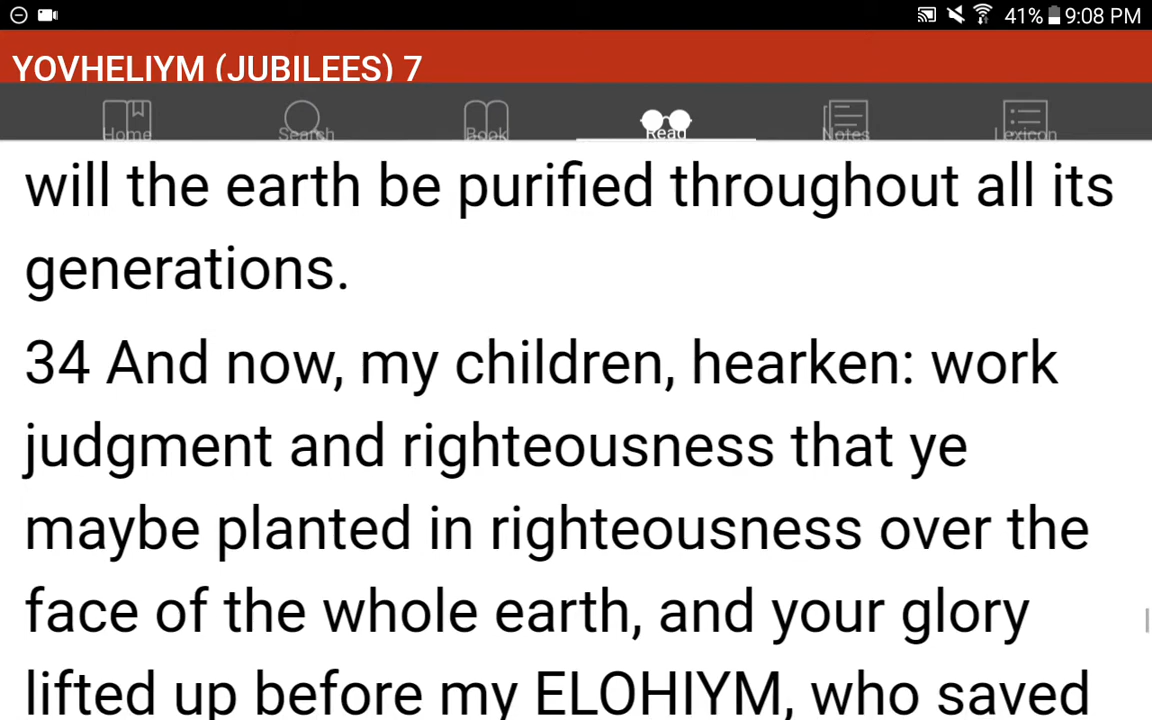 41% 9:08 PM
YOVHELIYM (JUBILEES) 7
Home Search Book Read Notes Lexicon
will the earth be purified throughout all its
generations.
34 And now, my children, hearken: work
judgment and righteousness that ye
maybe planted in righteousness over the
face of the whole earth, and your glory
lifted up before my ELOHIYM, who saved